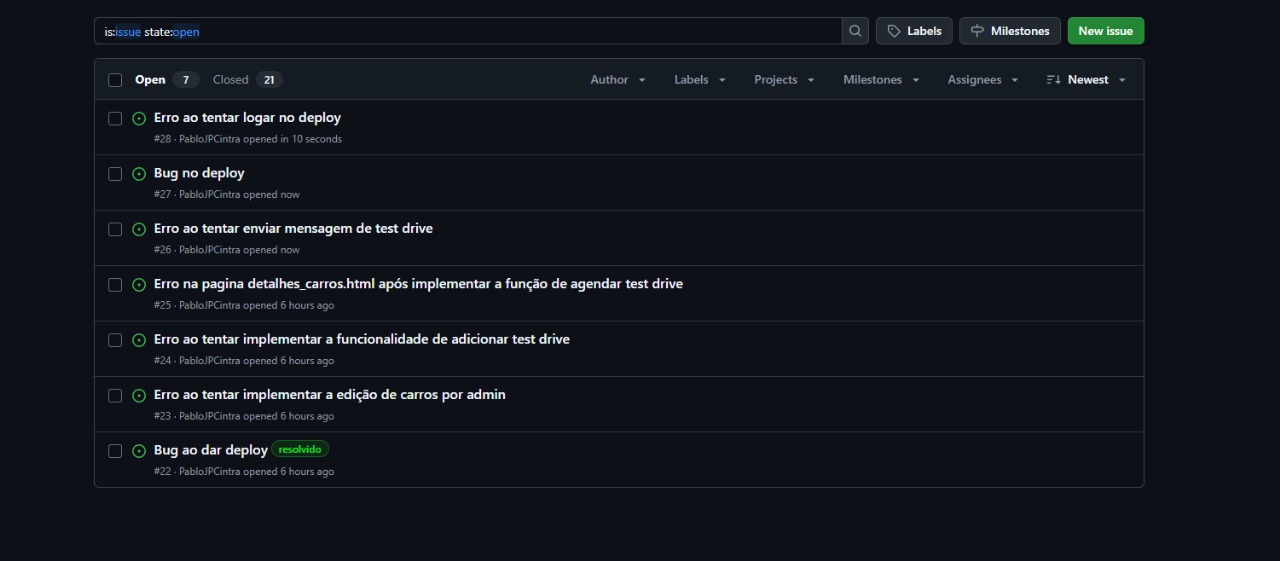 is:issue state:open
Labels
Milestones
New issue
Open 7 Closed 21 Author Labels Projects Milestones Assignees Newest
Erro ao tentar logar no deploy
#28 · PabloJPCintra opened in 10 seconds
Bug no deploy
#27 · PabloJPCintra opened now
Erro ao tentar enviar mensagem de test drive
#26 · PabloJPCintra opened now
Erro na pagina detalhes_carros.html após implementar a função de agendar test drive
#25 · PabloJPCintra opened 6 hours ago
Erro ao tentar implementar a funcionalidade de adicionar test drive
#24 · PabloJPCintra opened 6 hours ago
Erro ao tentar implementar a edição de carros por admin
#23 · PabloJPCintra opened 6 hours ago
Bug ao dar deploy resolvido
#22 · PabloJPCintra opened 6 hours ago